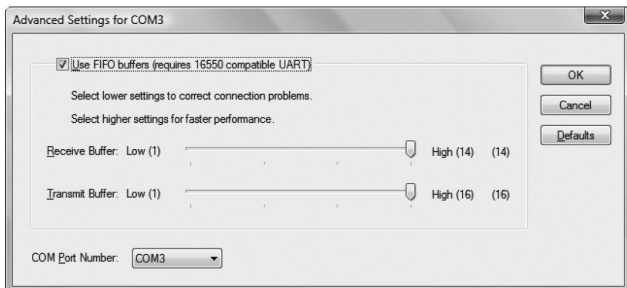 Advanced Settings for COM3
Use FIFO buffers (requires 16550 compatible UART)
OK
Select lower settings to correct connection problems.
Cancel
Select higher settings for faster performance.
Defaults
Receive Buffer: Low (1) High (14) (14)
Transmit Buffer: Low (1) High (16) (16)
COM Port Number: COM3